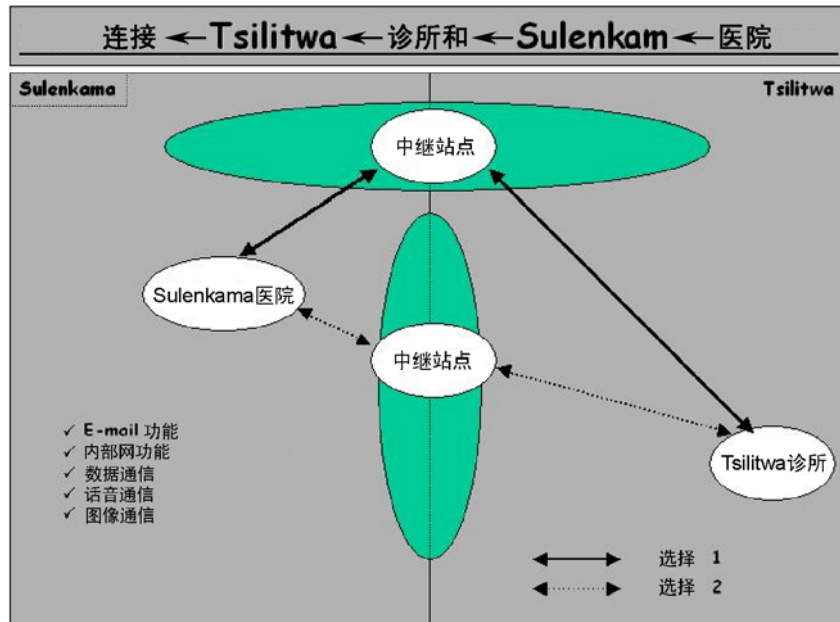 连接 ←Tsilitwa←诊所和←Sulenkam←医院
Sulenkama
Tsilitwa
中继站点
Sulenkama医院
中继站点
Tsilitwa诊所
✓ E-mail 功能
✓ 内部网功能
✓ 数据通信
✓ 话音通信
✓ 图像通信
选择 1
选择 2